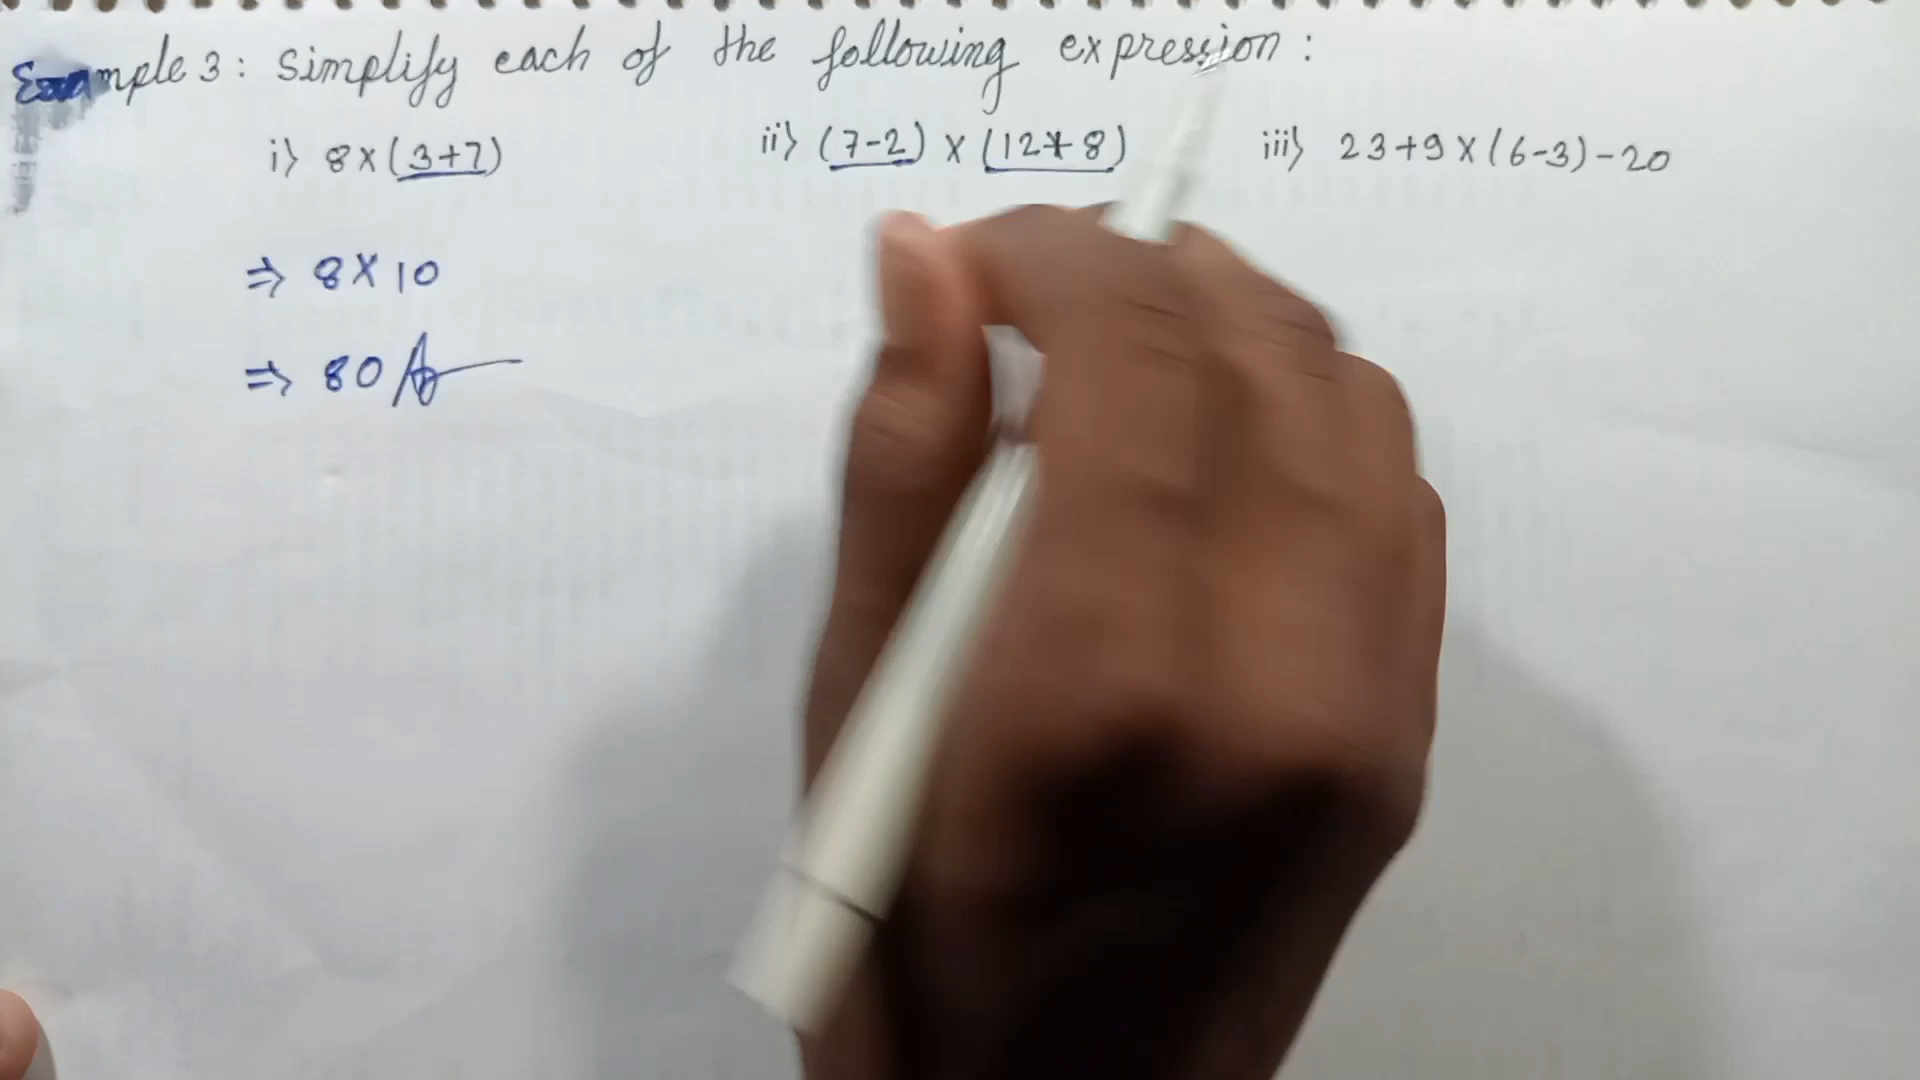 Example 3: Simplify each of the following expression:
i) 8×(3+7)
ii) (7-2) × (12+8)
iii) 23+9×(6-3)-20
⇒ 8×10
⇒ 80